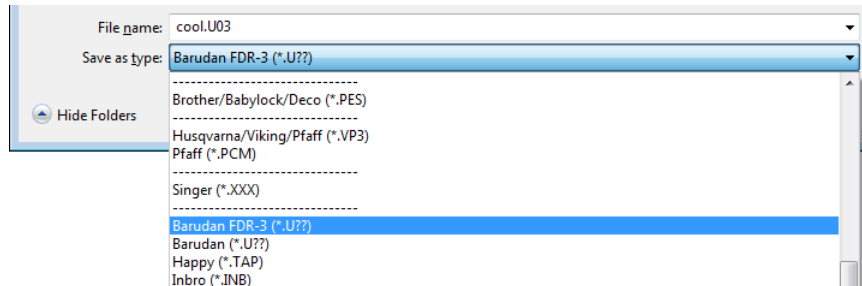 File name: cool.U03
Save as type: Barudan FDR-3 (*.U??)
-------------------------------
Brother/Babylock/Deco (*.PES)
-------------------------------
Hide Folders
Husqvarna/Viking/Pfaff (*.VP3)
Pfaff (*.PCM)
-------------------------------
Singer (*.XXX)
-------------------------------
Barudan FDR-3 (*.U??)
Barudan (*.U??)
Happy (*.TAP)
Inbro (*.INB)